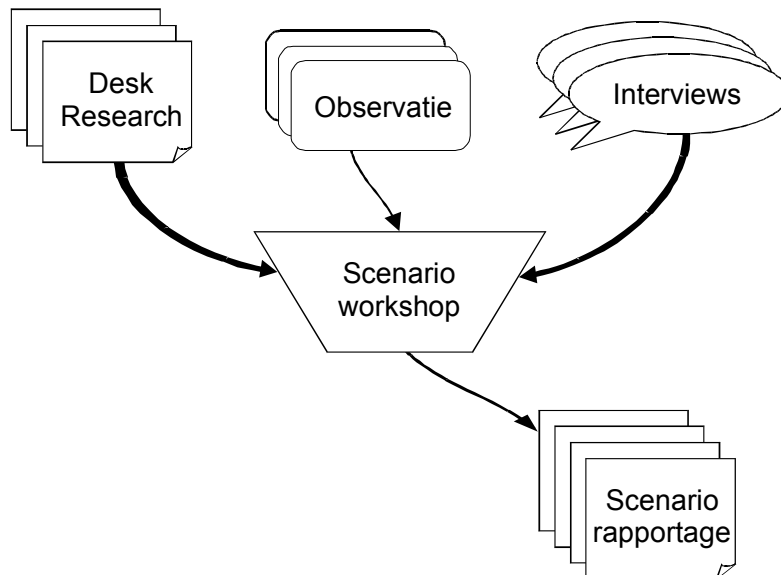 Desk
Research
Observatie
Interviews
Scenario
workshop
Scenario
rapportage